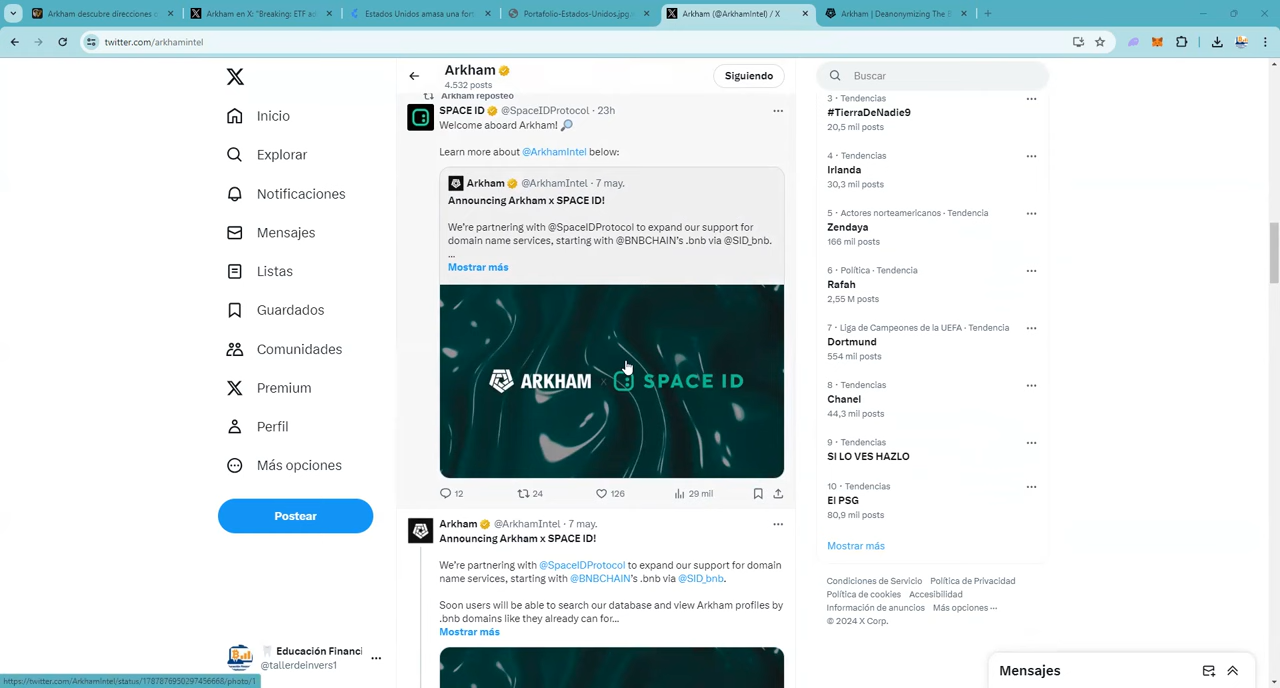 Arkham descubre direcciones
Arkham en X: "Breaking: ETF ad
Estados Unidos amasa una fort
Portafolio-Estados-Unidos.jpg
Arkham (@ArkhamIntel) / X
Arkham | Deanonymizing The B
twitter.com/arkhamintel
Inicio
Explorar
Notificaciones
Mensajes
Listas
Guardados
Comunidades
Premium
Perfil
Más opciones
Postear
Educación Financi
@tallerdeinvers1
https://twitter.com/ArkhamIntel/status/1787876950297456668/photo/1
Arkham
4.532 posts
Siguiendo
Arkham reposteó
SPACE ID @SpaceIDProtocol · 23h
Welcome aboard Arkham! 🔎
Learn more about @ArkhamIntel below:
Arkham @ArkhamIntel · 7 may.
Announcing Arkham x SPACE ID!
We're partnering with @SpaceIDProtocol to expand our support for
domain name services, starting with @BNBCHAIN's .bnb via @SID_bnb.
...
Mostrar más
ARKHAM × SPACE ID
12
24
126
29 mil
Arkham @ArkhamIntel · 7 may.
Announcing Arkham x SPACE ID!
We're partnering with @SpaceIDProtocol to expand our support for domain
name services, starting with @BNBCHAIN's .bnb via @SID_bnb.
Soon users will be able to search our database and view Arkham profiles by
.bnb domains like they already can for...
Mostrar más
Buscar
3 · Tendencias
#TierraDeNadie9
20,5 mil posts
4 · Tendencias
Irlanda
30,3 mil posts
5 · Actores norteamericanos · Tendencia
Zendaya
166 mil posts
6 · Política · Tendencia
Rafah
2,55 M posts
7 · Liga de Campeones de la UEFA · Tendencia
Dortmund
554 mil posts
8 · Tendencias
Chanel
44,3 mil posts
9 · Tendencias
SI LO VES HAZLO
10 · Tendencias
El PSG
80,9 mil posts
Mostrar más
Condiciones de Servicio Política de Privacidad
Política de cookies Accesibilidad
Información de anuncios Más opciones ···
© 2024 X Corp.
Mensajes